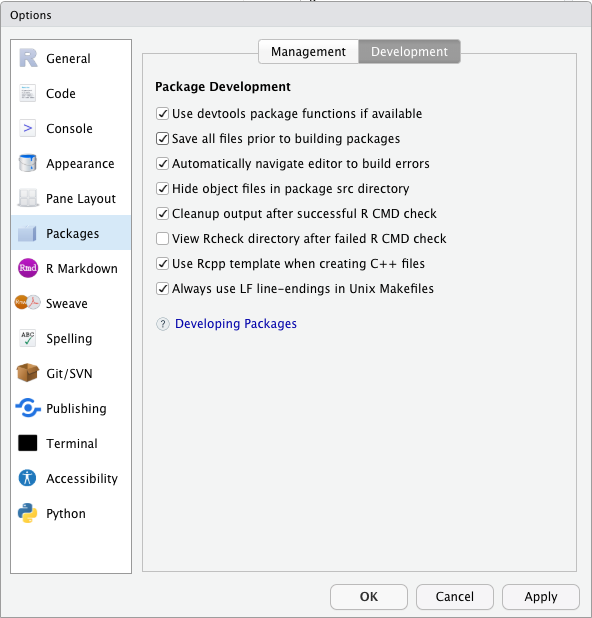 Options
General
Code
Console
Appearance
Pane Layout
Packages
R Markdown
Sweave
Spelling
Git/SVN
Publishing
Terminal
Accessibility
Python
Management
Development
Package Development
Use devtools package functions if available
Save all files prior to building packages
Automatically navigate editor to build errors
Hide object files in package src directory
Cleanup output after successful R CMD check
View Rcheck directory after failed R CMD check
Use Rcpp template when creating C++ files
Always use LF line-endings in Unix Makefiles
? Developing Packages
OK
Cancel
Apply
R
Rmd
ABC